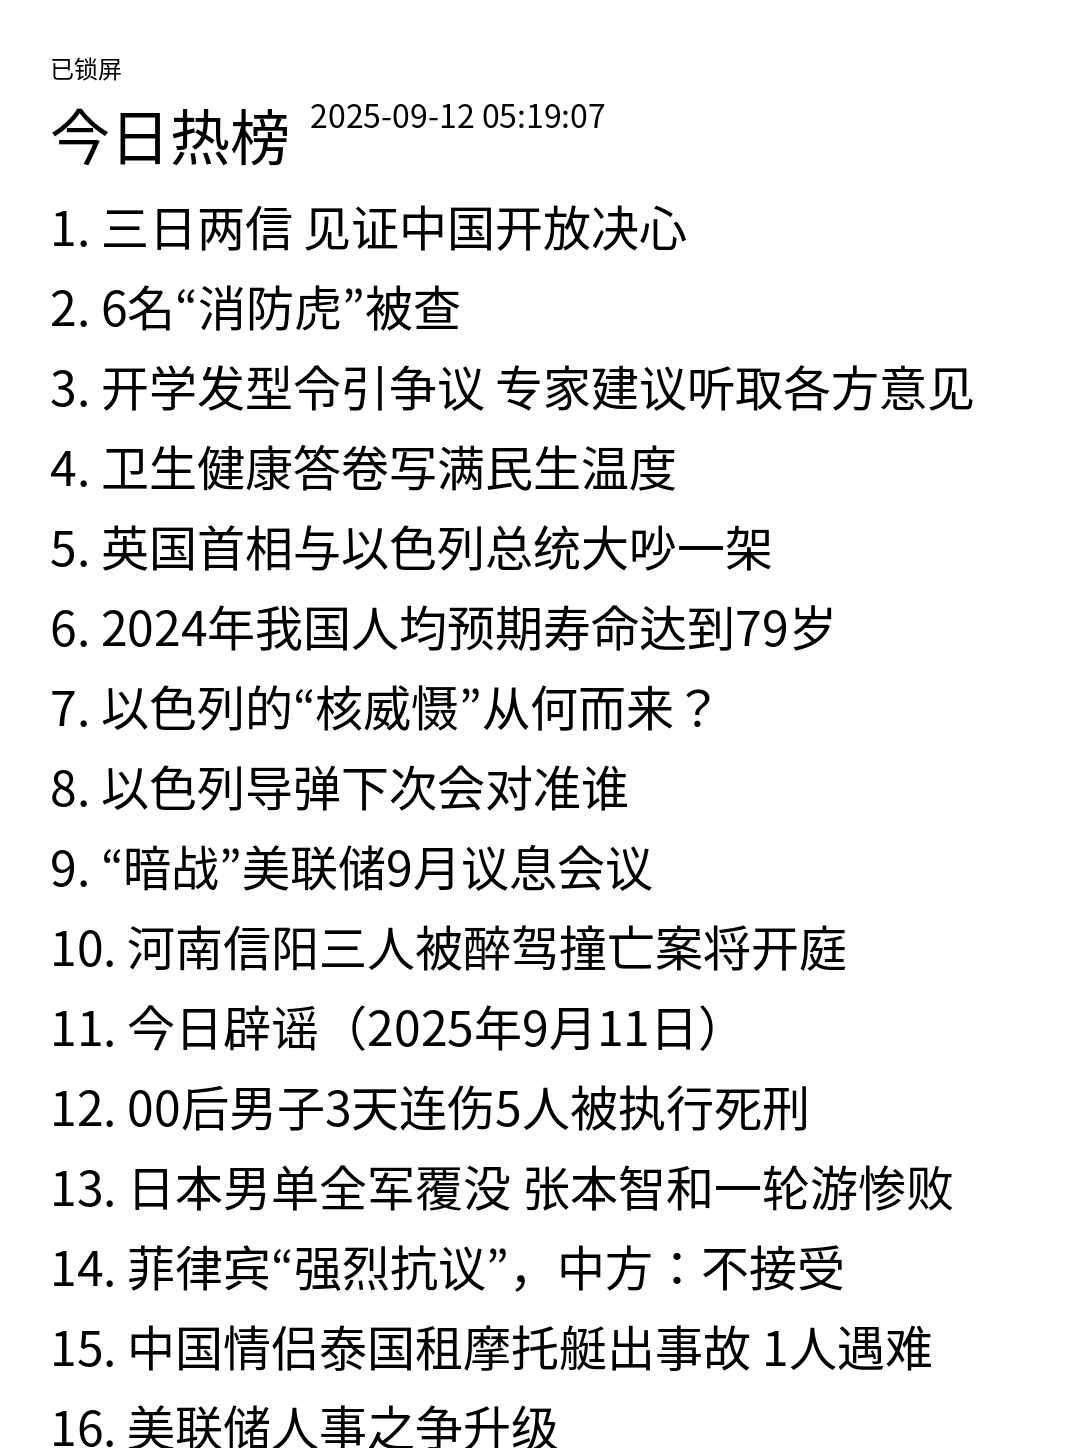 已锁屏
今日热榜 2025-09-12 05:19:07
1. 三日两信 见证中国开放决心
2. 6名“消防虎”被查
3. 开学发型令引争议 专家建议听取各方意见
4. 卫生健康答卷写满民生温度
5. 英国首相与以色列总统大吵一架
6. 2024年我国人均预期寿命达到79岁
7. 以色列的“核威慑”从何而来？
8. 以色列导弹下次会对准谁
9. “暗战”美联储9月议息会议
10. 河南信阳三人被醉驾撞亡案将开庭
11. 今日辟谣（2025年9月11日）
12. 00后男子3天连伤5人被执行死刑
13. 日本男单全军覆没 张本智和一轮游惨败
14. 菲律宾“强烈抗议”，中方：不接受
15. 中国情侣泰国租摩托艇出事故 1人遇难
16. 美联储人事之争升级